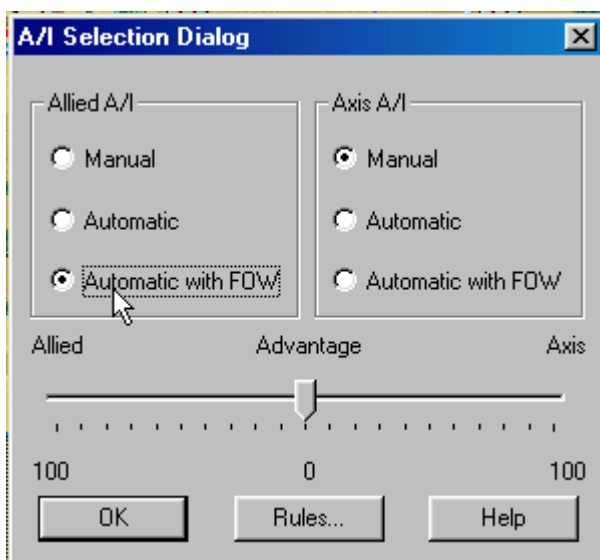 A/I Selection Dialog
Allied A/I
Manual
Automatic
Automatic with FOW
Axis A/I
Manual
Automatic
Automatic with FOW
Allied Advantage Axis
100 0 100
OK Rules... Help